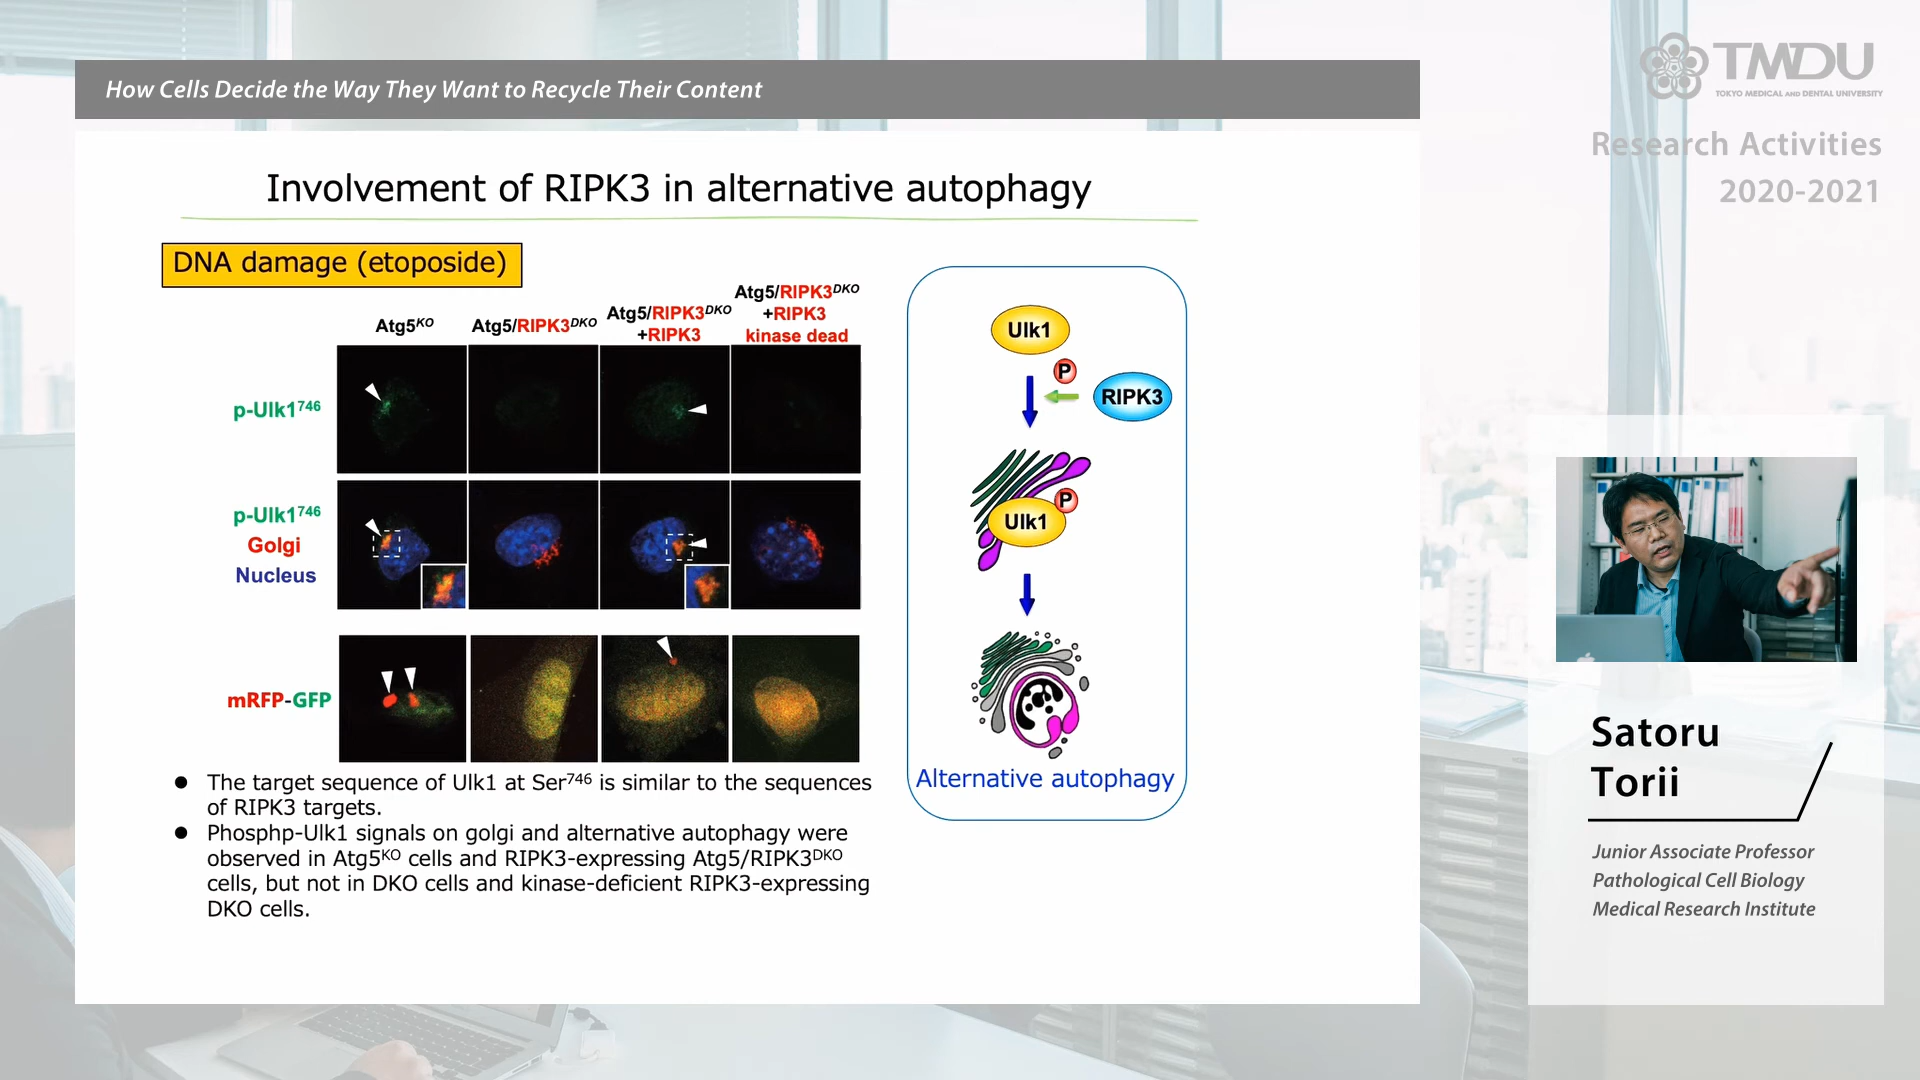 How Cells Decide the Way They Want to Recycle Their Content
TMDU
TOKYO MEDICAL AND DENTAL UNIVERSITY
Research Activities
2020-2021
Involvement of RIPK3 in alternative autophagy
DNA damage (etoposide)
Atg5KO
Atg5/RIPK3DKO
Atg5/RIPK3DKO
+RIPK3
Atg5/RIPK3DKO
+RIPK3
kinase dead
p-Ulk1746
p-Ulk1746
Golgi
Nucleus
mRFP-GFP
● The target sequence of Ulk1 at Ser746 is similar to the sequences
of RIPK3 targets.
● Phosphp-Ulk1 signals on golgi and alternative autophagy were
observed in Atg5KO cells and RIPK3-expressing Atg5/RIPK3DKO
cells, but not in DKO cells and kinase-deficient RIPK3-expressing
DKO cells.
Ulk1
P
RIPK3
P
Ulk1
Alternative autophagy
Satoru
Torii
Junior Associate Professor
Pathological Cell Biology
Medical Research Institute